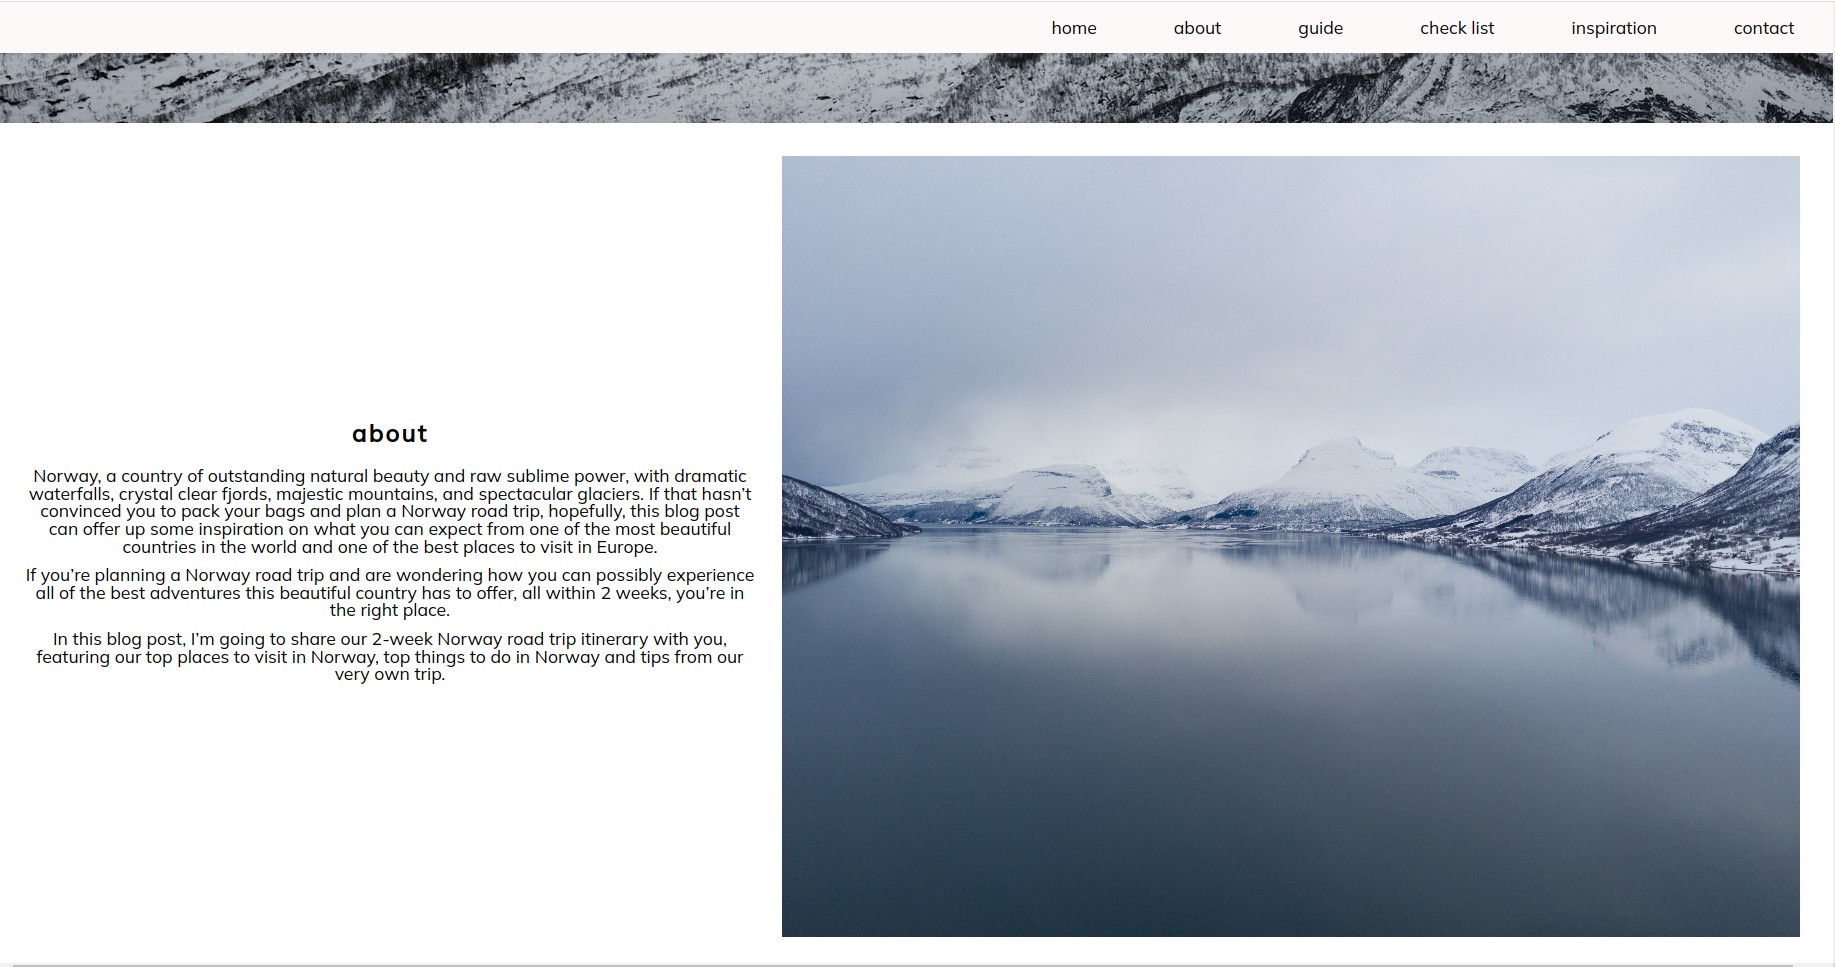 home about guide check list inspiration contact
about
Norway, a country of outstanding natural beauty and raw sublime power, with dramatic
waterfalls, crystal clear fjords, majestic mountains, and spectacular glaciers. If that hasn’t
convinced you to pack your bags and plan a Norway road trip, hopefully, this blog post
can offer up some inspiration on what you can expect from one of the most beautiful
countries in the world and one of the best places to visit in Europe.
If you’re planning a Norway road trip and are wondering how you can possibly experience
all of the best adventures this beautiful country has to offer, all within 2 weeks, you’re in
the right place.
In this blog post, I’m going to share our 2-week Norway road trip itinerary with you,
featuring our top places to visit in Norway, top things to do in Norway and tips from our
very own trip.